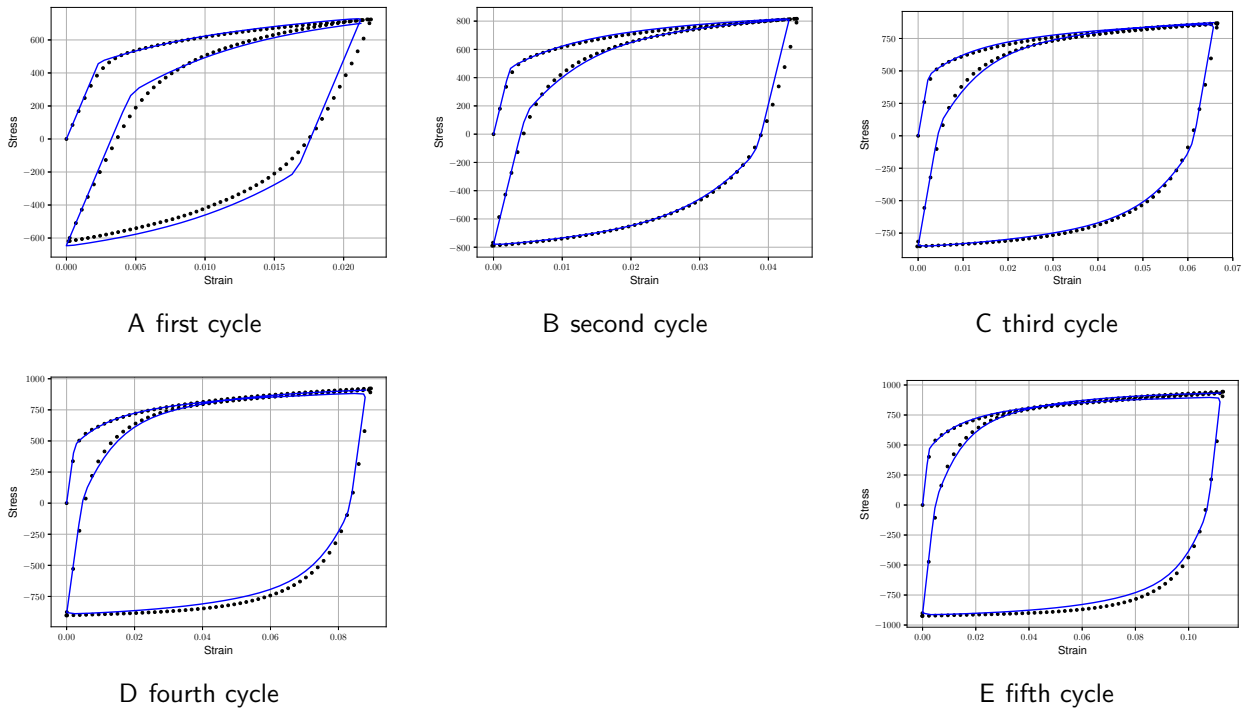 600
400
200
0
−200
−400
−600
0.000 0.005 0.010 0.015 0.020
Stress
Strain
A first cycle
800
600
400
200
0
−200
−400
−600
−800
0.00 0.01 0.02 0.03 0.04
Stress
Strain
B second cycle
750
500
250
0
−250
−500
−750
0.00 0.01 0.02 0.03 0.04 0.05 0.06 0.07
Stress
Strain
C third cycle
1000
750
500
250
0
−250
−500
−750
0.00 0.02 0.04 0.06 0.08
Stress
Strain
D fourth cycle
1000
750
500
250
0
−250
−500
−750
−1000
0.00 0.02 0.04 0.06 0.08 0.10
Stress
Strain
E fifth cycle